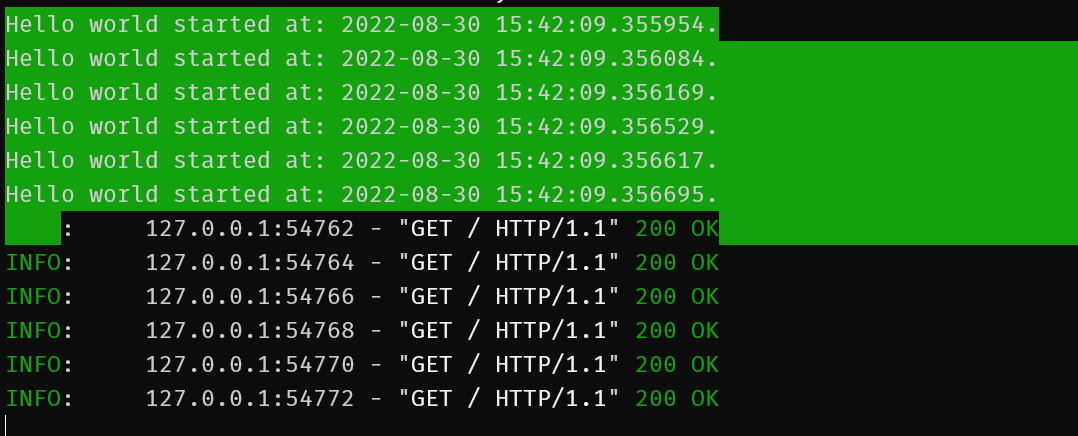 Hello world started at: 2022-08-30 15:42:09.355954.
Hello world started at: 2022-08-30 15:42:09.356084.
Hello world started at: 2022-08-30 15:42:09.356169.
Hello world started at: 2022-08-30 15:42:09.356529.
Hello world started at: 2022-08-30 15:42:09.356617.
Hello world started at: 2022-08-30 15:42:09.356695.
: 127.0.0.1:54762 - "GET / HTTP/1.1" 200 OK
INFO: 127.0.0.1:54764 - "GET / HTTP/1.1" 200 OK
INFO: 127.0.0.1:54766 - "GET / HTTP/1.1" 200 OK
INFO: 127.0.0.1:54768 - "GET / HTTP/1.1" 200 OK
INFO: 127.0.0.1:54770 - "GET / HTTP/1.1" 200 OK
INFO: 127.0.0.1:54772 - "GET / HTTP/1.1" 200 OK